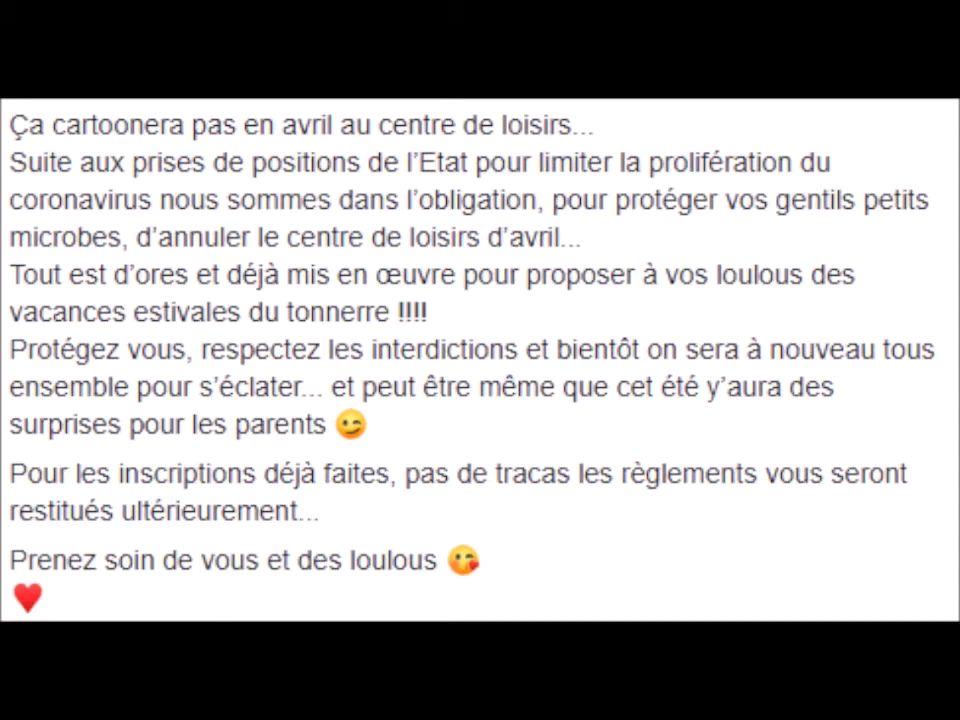 Ça cartoonera pas en avril au centre de loisirs...
Suite aux prises de positions de l’Etat pour limiter la prolifération du
coronavirus nous sommes dans l’obligation, pour protéger vos gentils petits
microbes, d’annuler le centre de loisirs d’avril...
Tout est d’ores et déjà mis en œuvre pour proposer à vos loulous des
vacances estivales du tonnerre !!!!
Protégez vous, respectez les interdictions et bientôt on sera à nouveau tous
ensemble pour s’éclater... et peut être même que cet été y’aura des
surprises pour les parents 😉
Pour les inscriptions déjà faites, pas de tracas les règlements vous seront
restitués ultérieurement...
Prenez soin de vous et des loulous 😘
♥